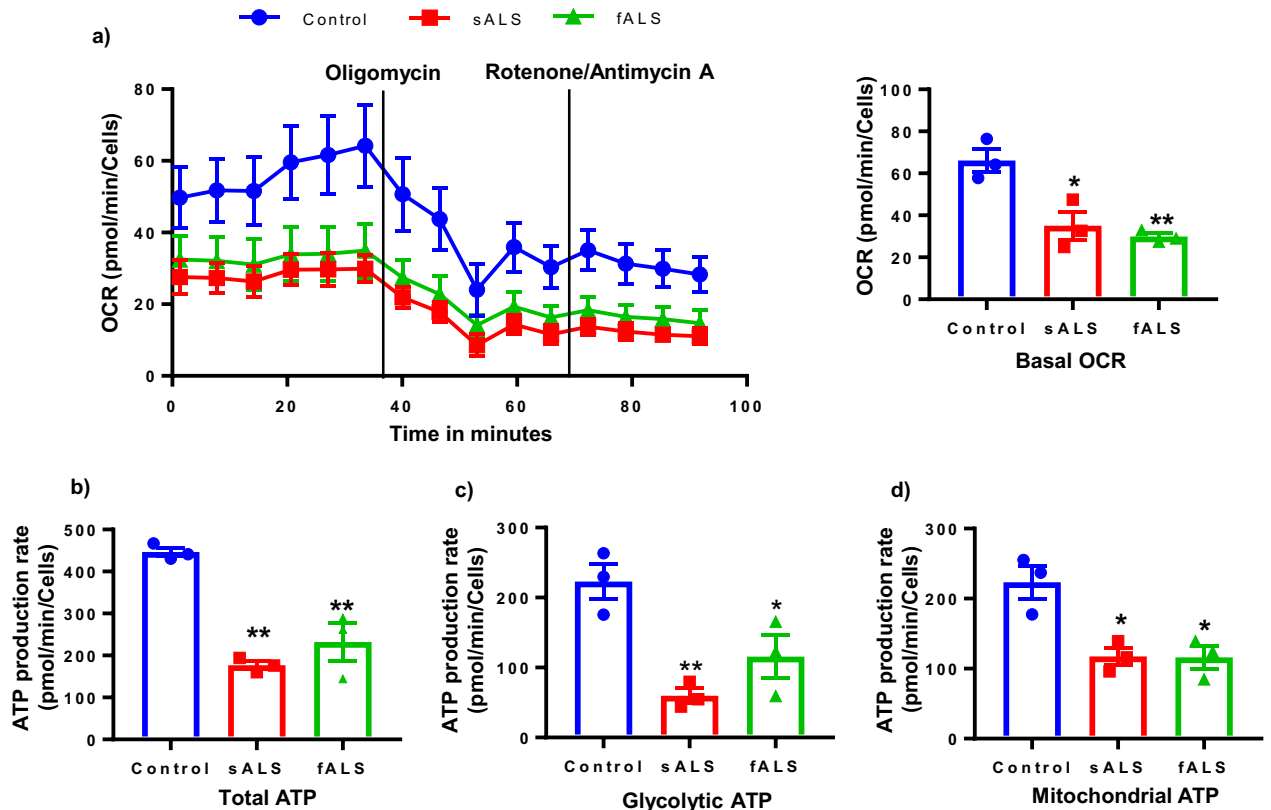 Control sALS fALS
a)
Oligomycin Rotenone/Antimycin A
OCR (pmol/min/Cells)
80
60
40
20
0
0 20 40 60 80 100
Time in minutes
OCR (pmol/min/Cells)
100
80
60
40
20
0
Control sALS fALS
* **
Basal OCR
b)
ATP production rate
(pmol/min/Cells)
500
400
300
200
100
0
** **
Control sALS fALS
Total ATP
c)
ATP production rate
(pmol/min/Cells)
300
200
100
0
** *
Control sALS fALS
Glycolytic ATP
d)
ATP production rate
(pmol/min/Cells)
300
200
100
0
* *
Control sALS fALS
Mitochondrial ATP